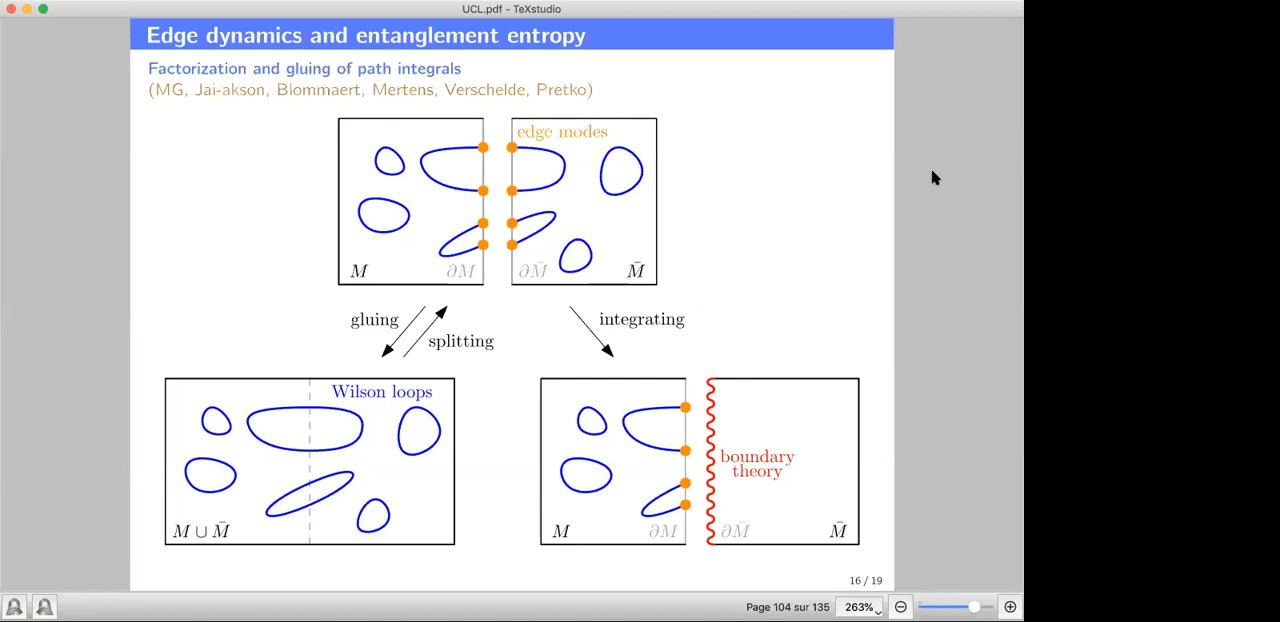 UCL.pdf - TeXstudio
Edge dynamics and entanglement entropy
Factorization and gluing of path integrals
(MG, Jai-akson, Blommaert, Mertens, Verschelde, Pretko)
edge modes
M ∂M ∂M̄ M̄
gluing
splitting
integrating
Wilson loops
M ∪ M̄
boundary
theory
M ∂M ∂M̄ M̄
16 / 19
Page 104 sur 135 263%